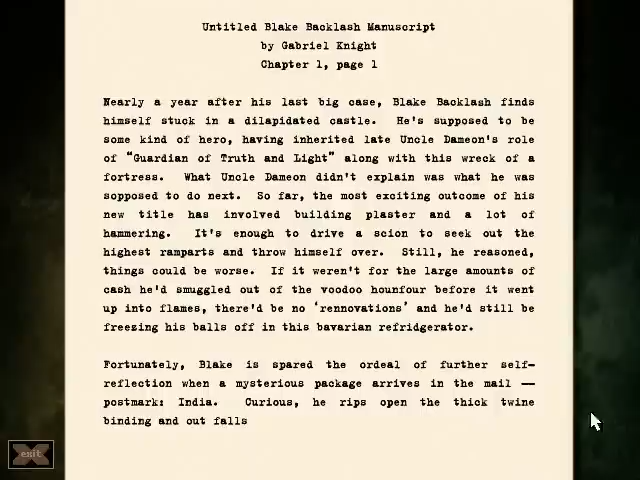 Untitled Blake Backlash Manuscript
by Gabriel Knight
Chapter 1, page 1
Nearly a year after his last big case, Blake Backlash finds
himself stuck in a dilapidated castle. He's supposed to be
some kind of hero, having inherited late Uncle Dameon's role
of "Guardian of Truth and Light" along with this wreck of a
fortress. What Uncle Dameon didn't explain was what he was
supposed to do next. So far, the most exciting outcome of his
new title has involved building plaster and a lot of
hammering. It's enough to drive a scion to seek out the
highest ramparts and throw himself over. Still, he reasoned,
things could be worse. If it weren't for the large amounts of
cash he'd smuggled out of the voodoo hounfour before it went
up into flames, there'd be no 'rennovations' and he'd still be
freezing his balls off in this bavarian refridgerator.
Fortunately, Blake is spared the ordeal of further self-
reflection when a mysterious package arrives in the mail --
postmark: India. Curious, he rips open the thick twine
binding and out falls
exit